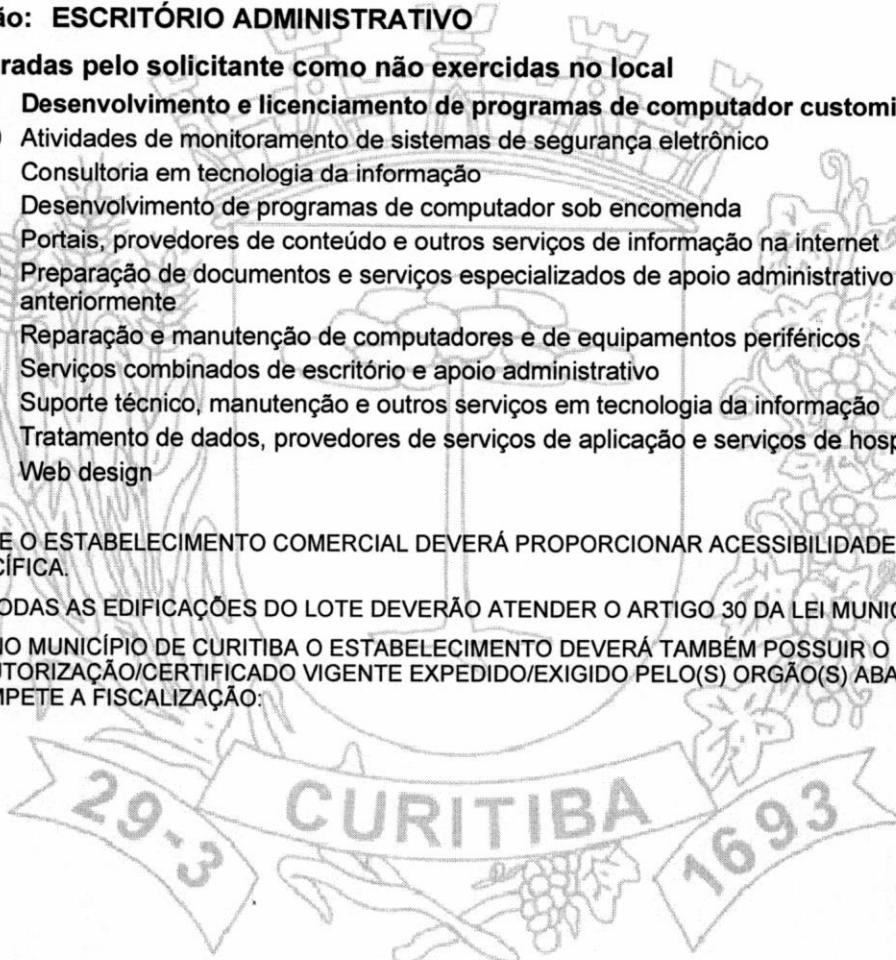 ão: ESCRITÓRIO ADMINISTRATIVO
radas pelo solicitante como não exercidas no local
Desenvolvimento e licenciamento de programas de computador customi
Atividades de monitoramento de sistemas de segurança eletrônico
Consultoria em tecnologia da informação
Desenvolvimento de programas de computador sob encomenda
Portais, provedores de conteúdo e outros serviços de informação na internet
Preparação de documentos e serviços especializados de apoio administrativo
anteriormente
Reparação e manutenção de computadores e de equipamentos periféricos
Serviços combinados de escritório e apoio administrativo
Suporte técnico, manutenção e outros serviços em tecnologia da informação
Tratamento de dados, provedores de serviços de aplicação e serviços de hosp
Web design
E O ESTABELECIMENTO COMERCIAL DEVERÁ PROPORCIONAR ACESSIBILIDADE
CÍFICA.
ODAS AS EDIFICAÇÕES DO LOTE DEVERÃO ATENDER O ARTIGO 30 DA LEI MUNIC
NO MUNICÍPIO DE CURITIBA O ESTABELECIMENTO DEVERÁ TAMBÉM POSSUIR O
UTORIZAÇÃO/CERTIFICADO VIGENTE EXPEDIDO/EXIGIDO PELO(S) ORGÃO(S) ABA
MPETE A FISCALIZAÇÃO:
29-3 CURITIBA 1693